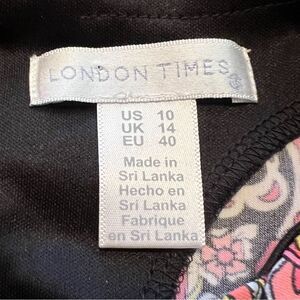 LONDON TIMES
US 10
UK 14
EU 40
Made in
Sri Lanka
Hecho en
Sri Lanka
Fabrique
en Sri Lanka